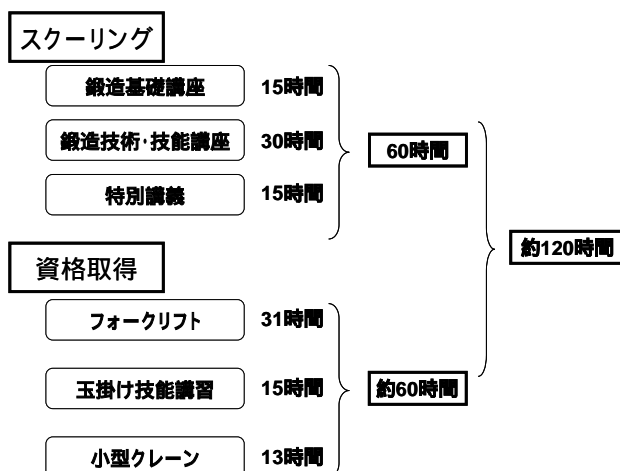 スクーリング
鍛造基礎講座 15時間
鍛造技術・技能講座 30時間
60時間
特別講義 15時間
約120時間
資格取得
フォークリフト 31時間
玉掛け技能講習 15時間
約60時間
小型クレーン 13時間